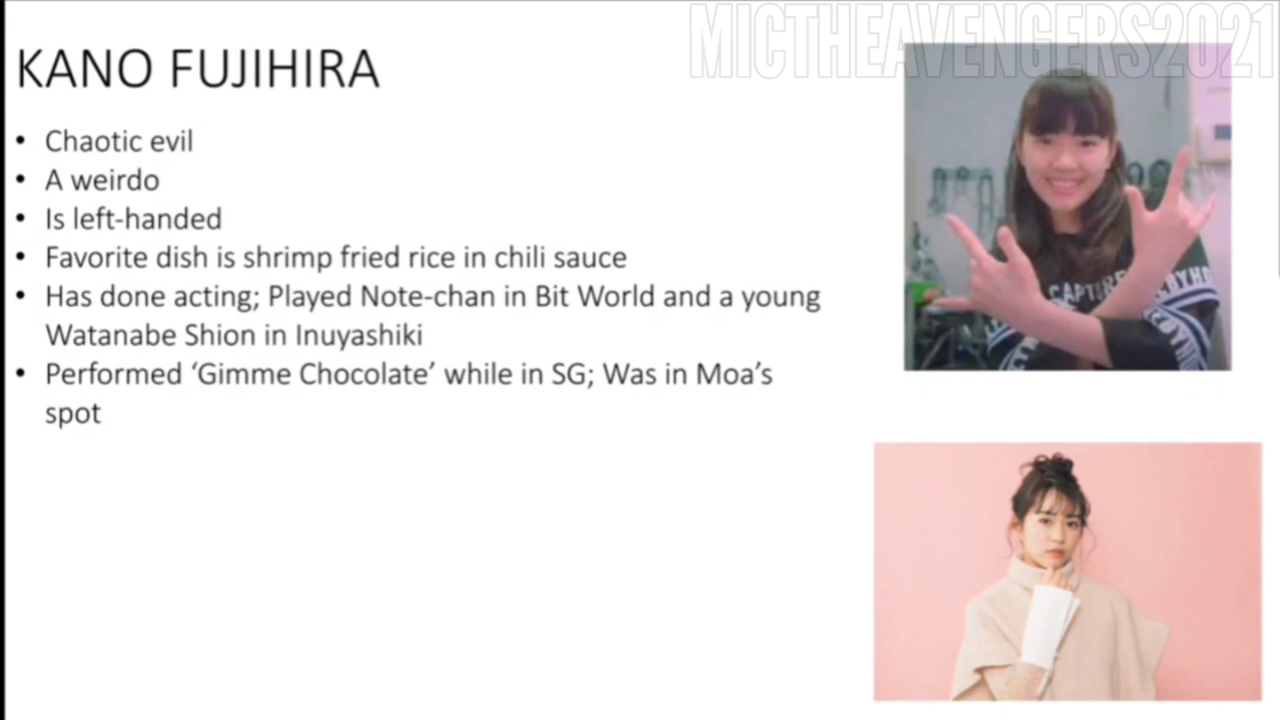 MICTHEAVENGERS2021
KANO FUJIHIRA
• Chaotic evil
• A weirdo
• Is left-handed
• Favorite dish is shrimp fried rice in chili sauce
• Has done acting; Played Note-chan in Bit World and a young
Watanabe Shion in Inuyashiki
• Performed ‘Gimme Chocolate’ while in SG; Was in Moa’s
spot
CAPTURE